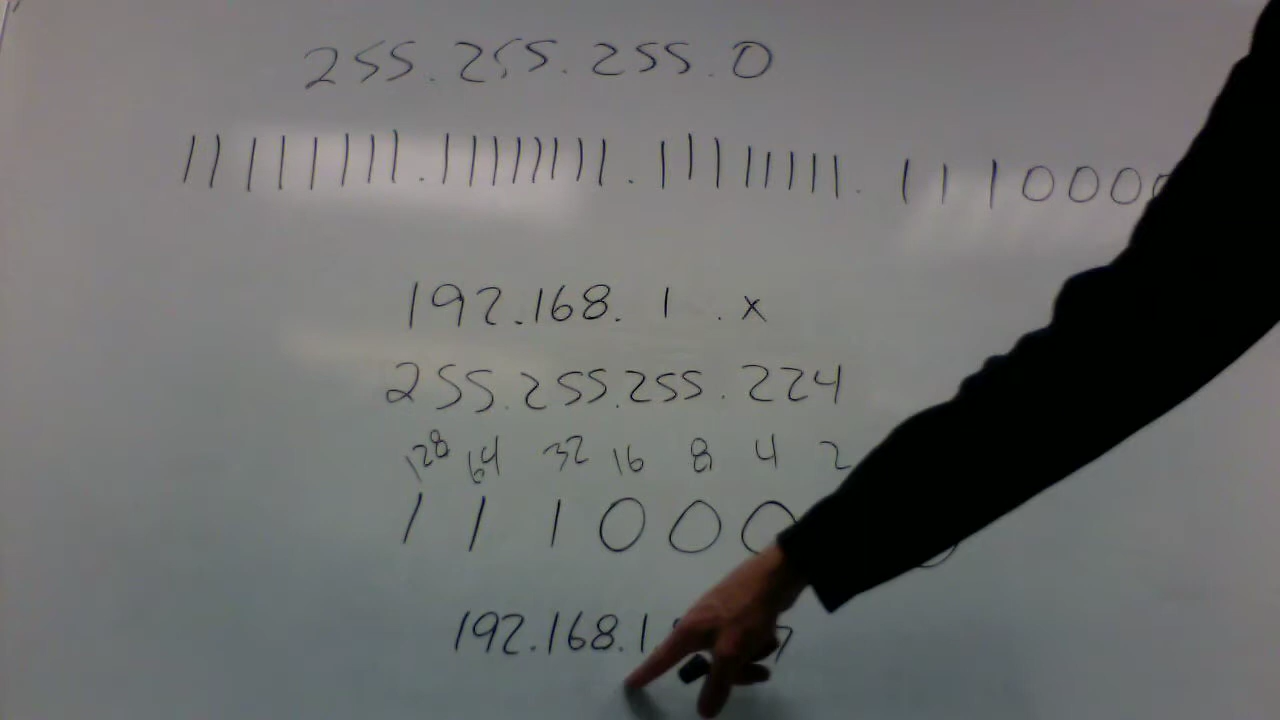 255.255.255.0
11111111.11111111.11111111.1110000
192.168.1.x
255.255.255.224
128 64 32 16 8 4 2
1 1 1 0 0 0
192.168.1